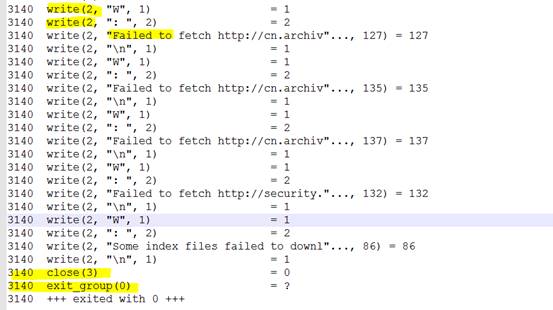 3140 write(2, "W", 1) = 1
3140 write(2, ": ", 2) = 2
3140 write(2, "Failed to fetch http://cn.archiv"..., 127) = 127
3140 write(2, "\n", 1) = 1
3140 write(2, "W", 1) = 1
3140 write(2, ": ", 2) = 2
3140 write(2, "Failed to fetch http://cn.archiv"..., 135) = 135
3140 write(2, "\n", 1) = 1
3140 write(2, "W", 1) = 1
3140 write(2, ": ", 2) = 2
3140 write(2, "Failed to fetch http://cn.archiv"..., 137) = 137
3140 write(2, "\n", 1) = 1
3140 write(2, "W", 1) = 1
3140 write(2, ": ", 2) = 2
3140 write(2, "Failed to fetch http://security."..., 132) = 132
3140 write(2, "\n", 1) = 1
3140 write(2, "W", 1) = 1
3140 write(2, ": ", 2) = 2
3140 write(2, "Some index files failed to downl"..., 86) = 86
3140 write(2, "\n", 1) = 1
3140 close(3) = 0
3140 exit_group(0) = ?
3140 +++ exited with 0 +++